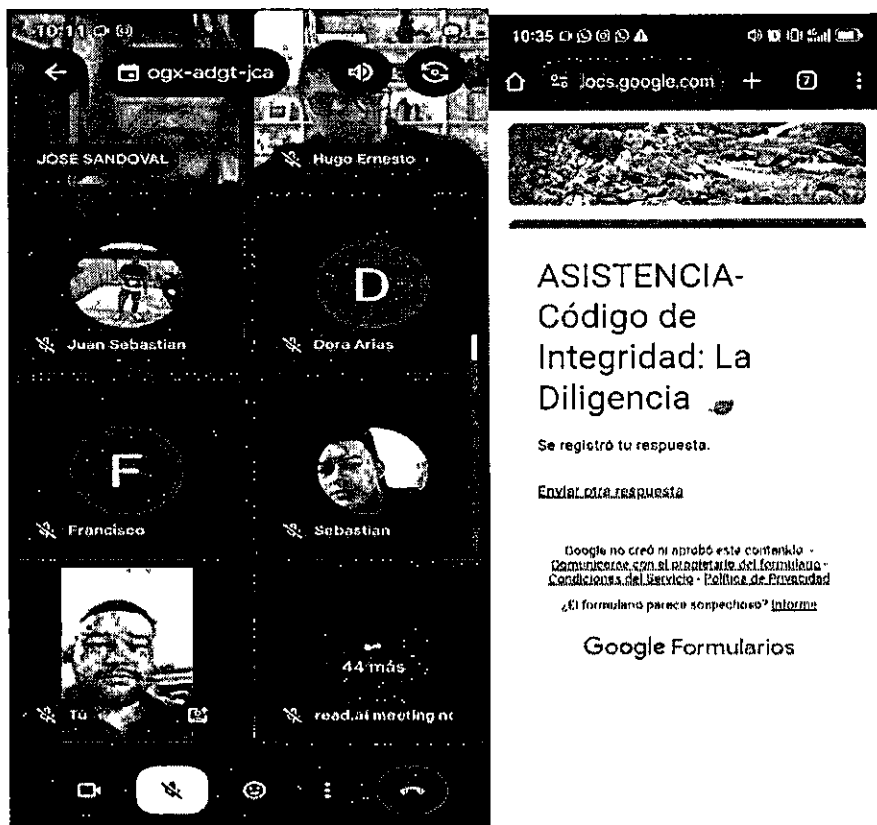 10:11
ogx-adgt-jca
JOSE SANDOVAL
Hugo Ernesto
Juan Sebastian
D
Dora Arias
F
Francisco
Sebastian
Tú
44 más
read.ai meeting no
10:35
docs.google.com
7
ASISTENCIA-
Código de
Integridad: La
Diligencia
Se registró tu respuesta.
Enviar otra respuesta
Google no creó ni aprobó este contenido. -
Comunicarse con el propietario del formulario -
Condiciones del Servicio - Política de Privacidad
¿El formulario parece sospechoso? Informe
Google Formularios